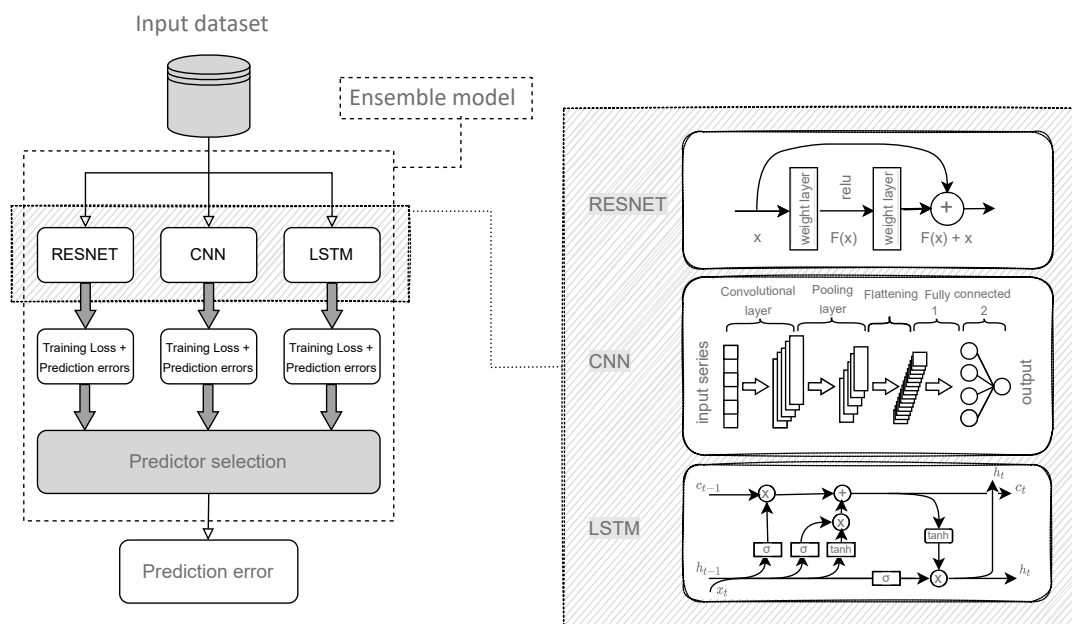 Input dataset
Ensemble model
RESNET
CNN
LSTM
Training Loss +
Prediction errors
Training Loss +
Prediction errors
Training Loss +
Prediction errors
Predictor selection
Prediction error
RESNET
x
weight layer
relu
F(x)
weight layer
+
F(x) + x
CNN
Convolutional
layer
Pooling
layer
Flattening
Fully connected
1
2
input series
output
LSTM
c_{t-1}
x
+
h_t
c_t
x
tanh
σ
σ
tanh
h_{t-1}
x_t
σ
x
h_t